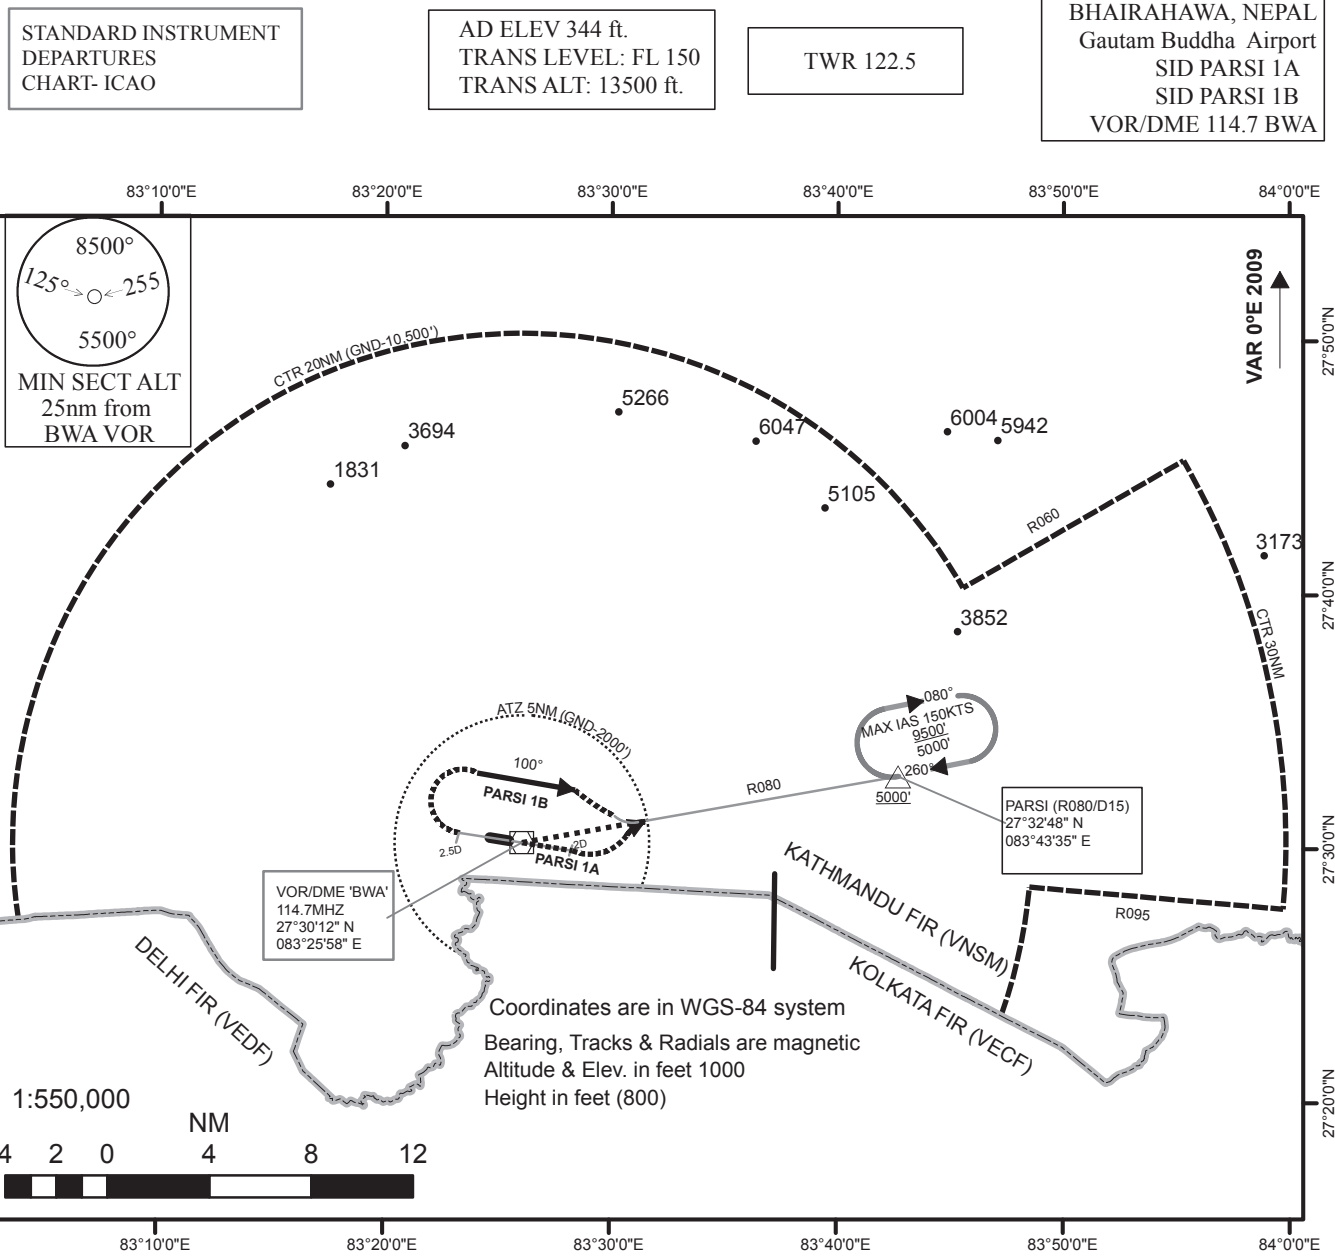 STANDARD INSTRUMENT
DEPARTURES
CHART- ICAO
AD ELEV 344 ft.
TRANS LEVEL: FL 150
TRANS ALT: 13500 ft.
TWR 122.5
BHAIRAHAWA, NEPAL
Gautam Buddha Airport
SID PARSI 1A
SID PARSI 1B
VOR/DME 114.7 BWA
83°10'0"E
83°20'0"E
83°30'0"E
83°40'0"E
83°50'0"E
84°0'0"E
8500°
125°
255
5500°
MIN SECT ALT
25nm from
BWA VOR
VAR 0°E 2009
27°50'0"N
CTR 20NM (GND-10,500')
5266
3694
6047
6004
5942
1831
5105
R060
3173
27°40'0"N
3852
CTR 30NM
ATZ 5NM (GND-2000')
080°
MAX IAS 150KTS
9500'
5000'
260°
100°
PARSI 1B
R080
5000'
PARSI (R080/D15)
27°32'48" N
083°43'35" E
2.5D
2D
PARSI 1A
27°30'0"N
VOR/DME 'BWA'
114.7MHZ
27°30'12" N
083°25'58" E
KATHMANDU FIR (VNSM)
R095
DELHI FIR (VEDF)
KOLKATA FIR (VECF)
Coordinates are in WGS-84 system
Bearing, Tracks & Radials are magnetic
Altitude & Elev. in feet 1000
Height in feet (800)
27°20'0"N
1:550,000
NM
4 2 0 4 8 12
83°10'0"E
83°20'0"E
83°30'0"E
83°40'0"E
83°50'0"E
84°0'0"E